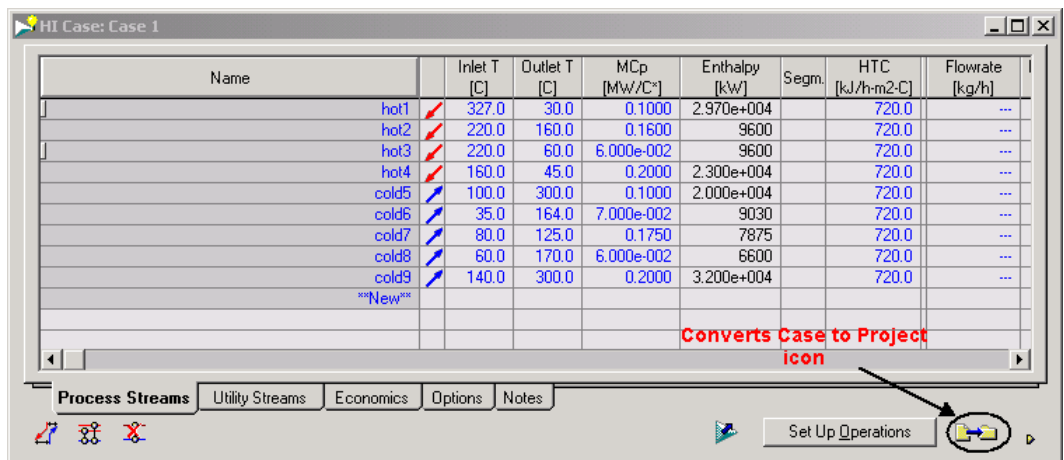 HI Case: Case 1
Name Inlet T [C] Outlet T [C] MCp [MW/C*] Enthalpy [kW] Segm. HTC [kJ/h-m2-C] Flowrate [kg/h]
hot1 327.0 30.0 0.1000 2.970e+004 720.0 ---
hot2 220.0 160.0 0.1600 9600 720.0 ---
hot3 220.0 60.0 6.000e-002 9600 720.0 ---
hot4 160.0 45.0 0.2000 2.300e+004 720.0 ---
cold5 100.0 300.0 0.1000 2.000e+004 720.0 ---
cold6 35.0 164.0 7.000e-002 9030 720.0 ---
cold7 80.0 125.0 0.1750 7875 720.0 ---
cold8 60.0 170.0 6.000e-002 6600 720.0 ---
cold9 140.0 300.0 0.2000 3.200e+004 720.0 ---
**New**
Converts Case to Project
icon
Process Streams Utility Streams Economics Options Notes
Set Up Operations